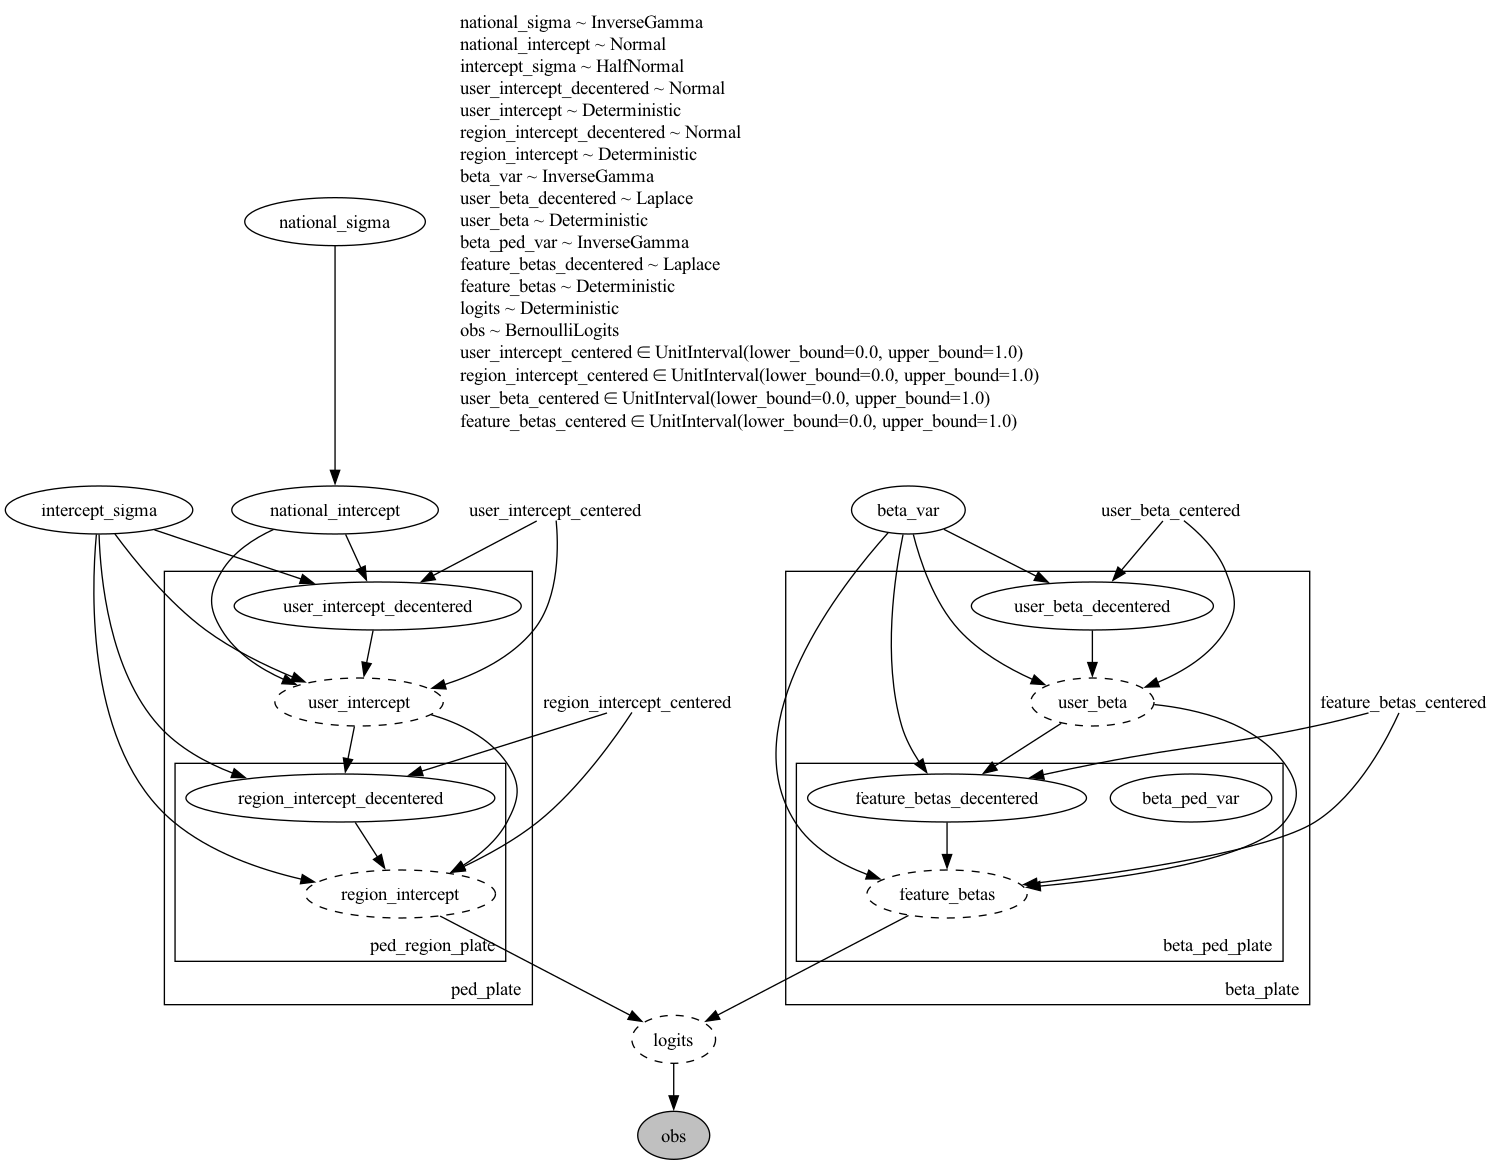 national_sigma ~ InverseGamma
national_intercept ~ Normal
intercept_sigma ~ HalfNormal
user_intercept_decentered ~ Normal
user_intercept ~ Deterministic
region_intercept_decentered ~ Normal
region_intercept ~ Deterministic
beta_var ~ InverseGamma
user_beta_decentered ~ Laplace
user_beta ~ Deterministic
beta_ped_var ~ InverseGamma
feature_betas_decentered ~ Laplace
feature_betas ~ Deterministic
logits ~ Deterministic
obs ~ BernoulliLogits
user_intercept_centered ∈ UnitInterval(lower_bound=0.0, upper_bound=1.0)
region_intercept_centered ∈ UnitInterval(lower_bound=0.0, upper_bound=1.0)
user_beta_centered ∈ UnitInterval(lower_bound=0.0, upper_bound=1.0)
feature_betas_centered ∈ UnitInterval(lower_bound=0.0, upper_bound=1.0)
national_sigma
intercept_sigma
national_intercept
user_intercept_centered
beta_var
user_beta_centered
user_intercept_decentered
user_beta_decentered
user_intercept
region_intercept_centered
user_beta
feature_betas_centered
region_intercept_decentered
feature_betas_decentered
beta_ped_var
region_intercept
feature_betas
ped_region_plate
beta_ped_plate
ped_plate
beta_plate
logits
obs